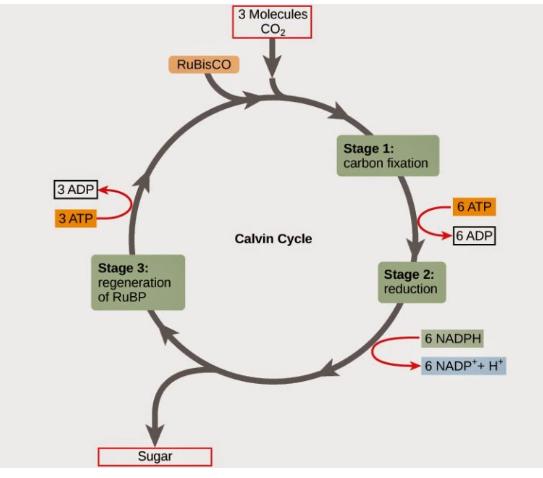 3 Molecules
CO₂
RuBisCO
Stage 1:
carbon fixation
3 ADP
3 ATP
6 ATP
6 ADP
Calvin Cycle
Stage 3:
regeneration
of RuBP
Stage 2:
reduction
6 NADPH
6 NADP⁺+ H⁺
Sugar